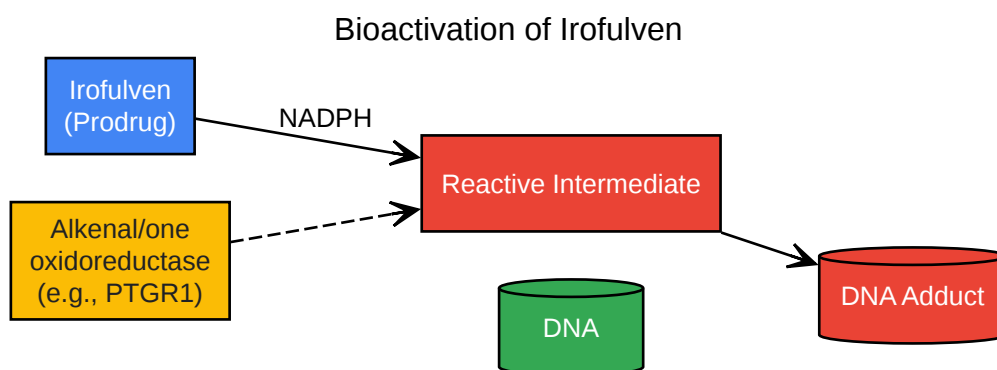 Bioactivation of Irofulven
Irofulven
(Prodrug)
NADPH
Reactive Intermediate
Alkenal/one
oxidoreductase
(e.g., PTGR1)
DNA Adduct
DNA